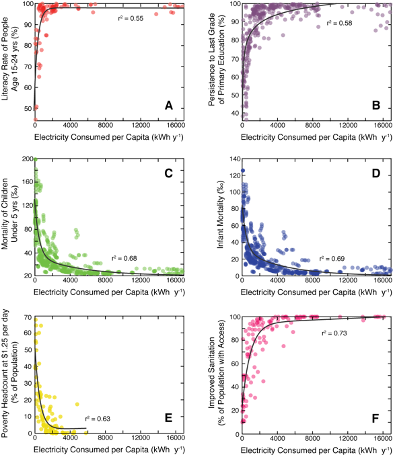 Literacy Rate of People
Age 15-24 yrs (%)
100
90
80
70
60
50
r² = 0.55
A
0
4000
8000
12000
16000
Electricity Consumed per Capita (kWh y⁻¹)
Persistence to Last Grade
of Primary Education (%)
100
90
80
70
60
50
40
r² = 0.58
B
0
4000
8000
12000
16000
Electricity Consumed per Capita (kWh y⁻¹)
Mortality of Children
Under 5 yrs (‰)
200
160
120
80
40
20
C
r² = 0.68
0
4000
8000
12000
16000
Electricity Consumed per Capita (kWh y⁻¹)
Infant Mortality (‰)
140
120
100
80
60
40
20
0
D
r² = 0.69
0
4000
8000
12000
16000
Electricity Consumed per Capita (kWh y⁻¹)
Poverty Headcount at $1.25 per day
(% of Population)
70
60
50
40
30
20
10
0
E
r² = 0.63
0
4000
8000
12000
16000
Electricity Consumed per Capita (kWh y⁻¹)
Improved Sanitation
(% of Population with Access)
100
80
60
40
20
0
r² = 0.73
F
0
4000
8000
12000
16000
Electricity Consumed per Capita (kWh y⁻¹)